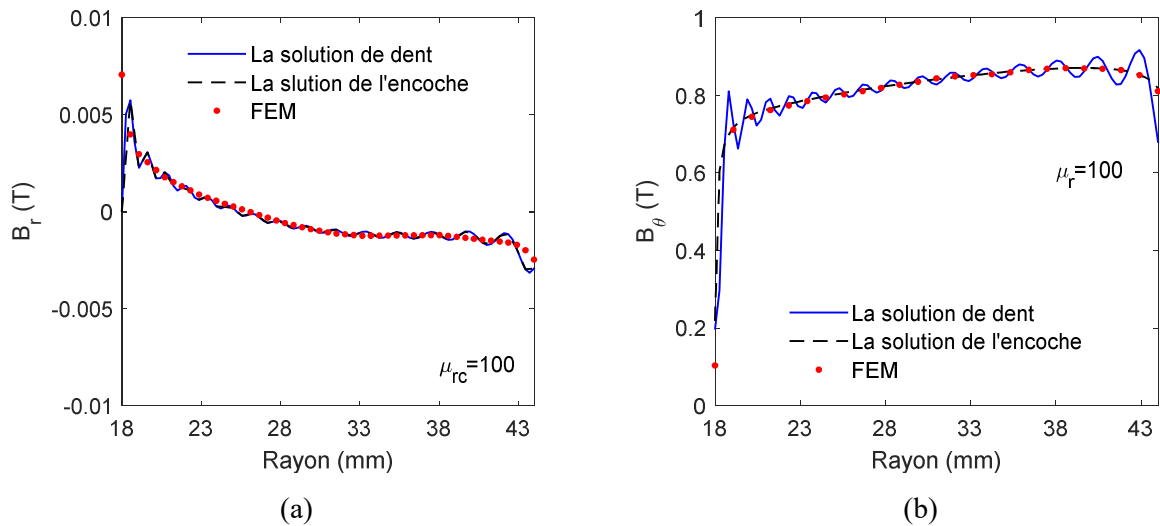 0.01
0.005
0
-0.005
-0.01
B_r (T)
La solution de dent
La slution de l'encoche
FEM
μ_rc=100
18 23 28 33 38 43
Rayon (mm)
(a)
1
0.8
0.6
0.4
0.2
0
B_θ (T)
μ_r=100
La solution de dent
La solution de l'encoche
FEM
18 23 28 33 38 43
Rayon (mm)
(b)